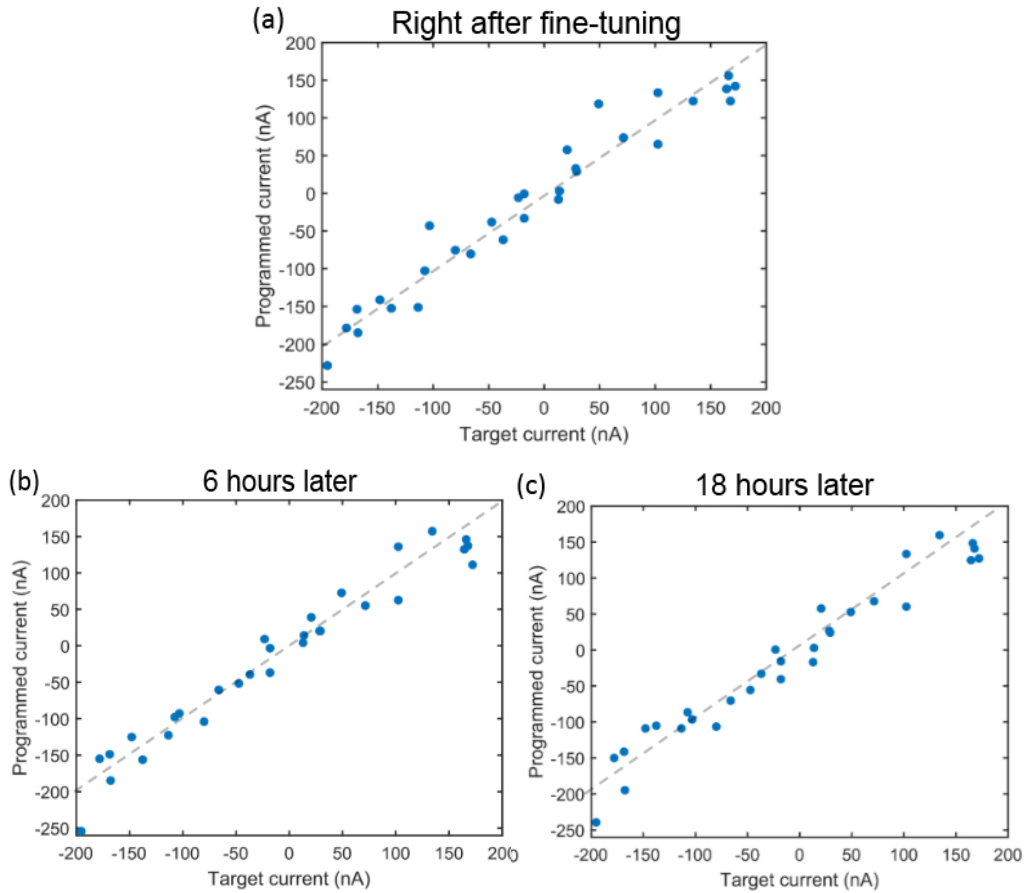 (a) Right after fine-tuning
200
150
100
50
0
-50
-100
-150
-200
-250
Programmed current (nA)
-200 -150 -100 -50 0 50 100 150 200
Target current (nA)
(b) 6 hours later
200
150
100
50
0
-50
-100
-150
-200
-250
Programmed current (nA)
-200 -150 -100 -50 0 50 100 150 200
Target current (nA)
(c) 18 hours later
200
150
100
50
0
-50
-100
-150
-200
-250
Programmed current (nA)
-200 -150 -100 -50 0 50 100 150 200
Target current (nA)